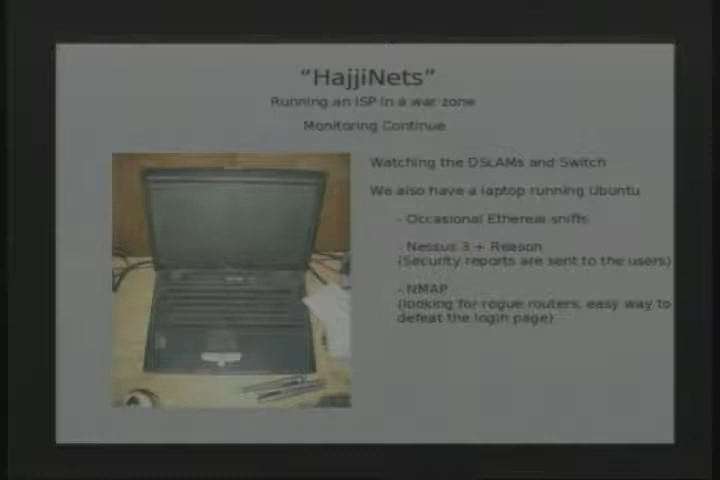 “HajjiNets”
Running an ISP in a war zone
Monitoring Continue
Watching the DSLAMs and Switch
We also have a laptop running Ubuntu
- Occasional Ethereal sniffs
- Nessus 3 + Reason
(Security reports are sent to the users)
- NMAP
(looking for rogue routers, easy way to
defeat the login page)